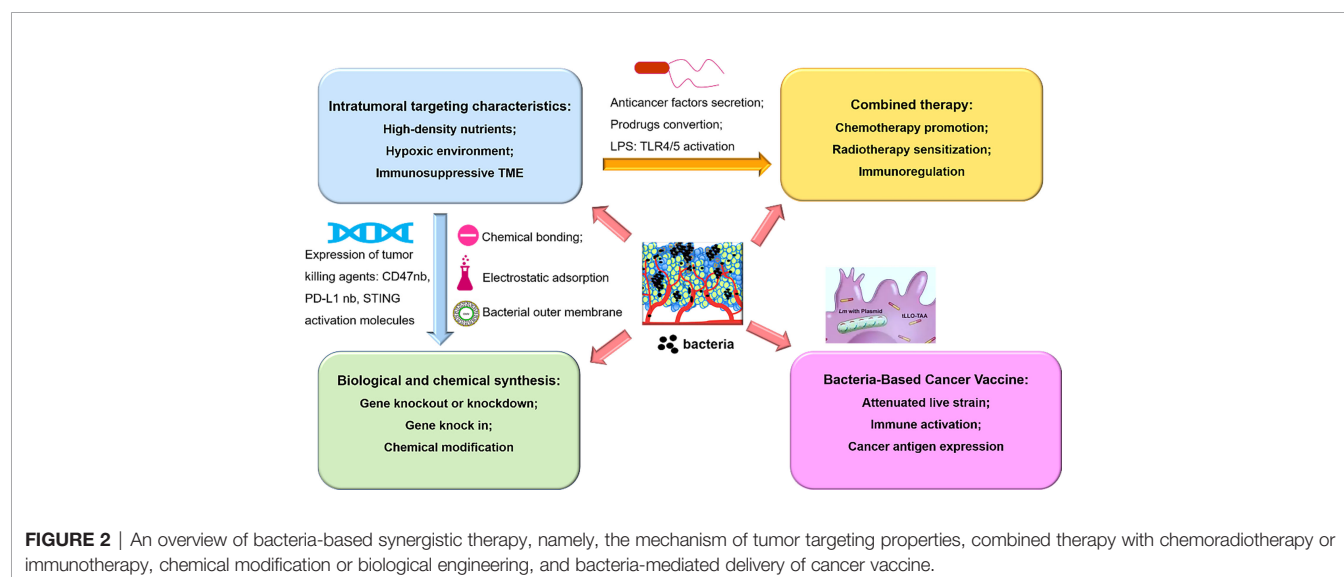 Intratumoral targeting characteristics:
High-density nutrients;
Hypoxic environment;
Immunosuppressive TME
Anticancer factors secretion;
Prodrugs convertion;
LPS: TLR4/5 activation
Combined therapy:
Chemotherapy promotion;
Radiotherapy sensitization;
Immunoregulation
Expression of tumor
killing agents: CD47nb,
PD-L1 nb, STING
activation molecules
Chemical bonding;
Electrostatic adsorption
Bacterial outer membrane
bacteria
Lm with Plasmid
ILLO-TAA
Biological and chemical synthesis:
Gene knockout or knockdown;
Gene knock in;
Chemical modification
Bacteria-Based Cancer Vaccine:
Attenuated live strain;
Immune activation;
Cancer antigen expression
FIGURE 2 | An overview of bacteria-based synergistic therapy, namely, the mechanism of tumor targeting properties, combined therapy with chemoradiotherapy or
immunotherapy, chemical modification or biological engineering, and bacteria-mediated delivery of cancer vaccine.